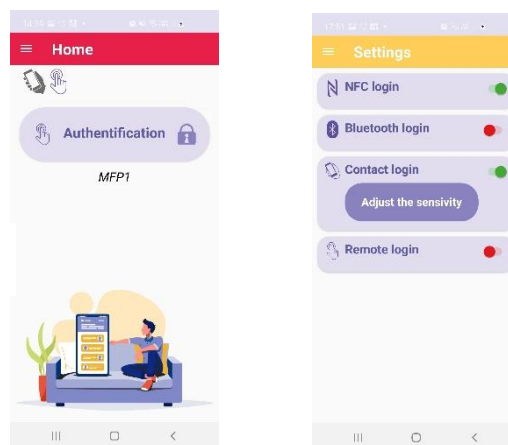 Home
Authentification
MFP1
Settings
NFC login
Bluetooth login
Contact login
Adjust the sensivity
Remote login